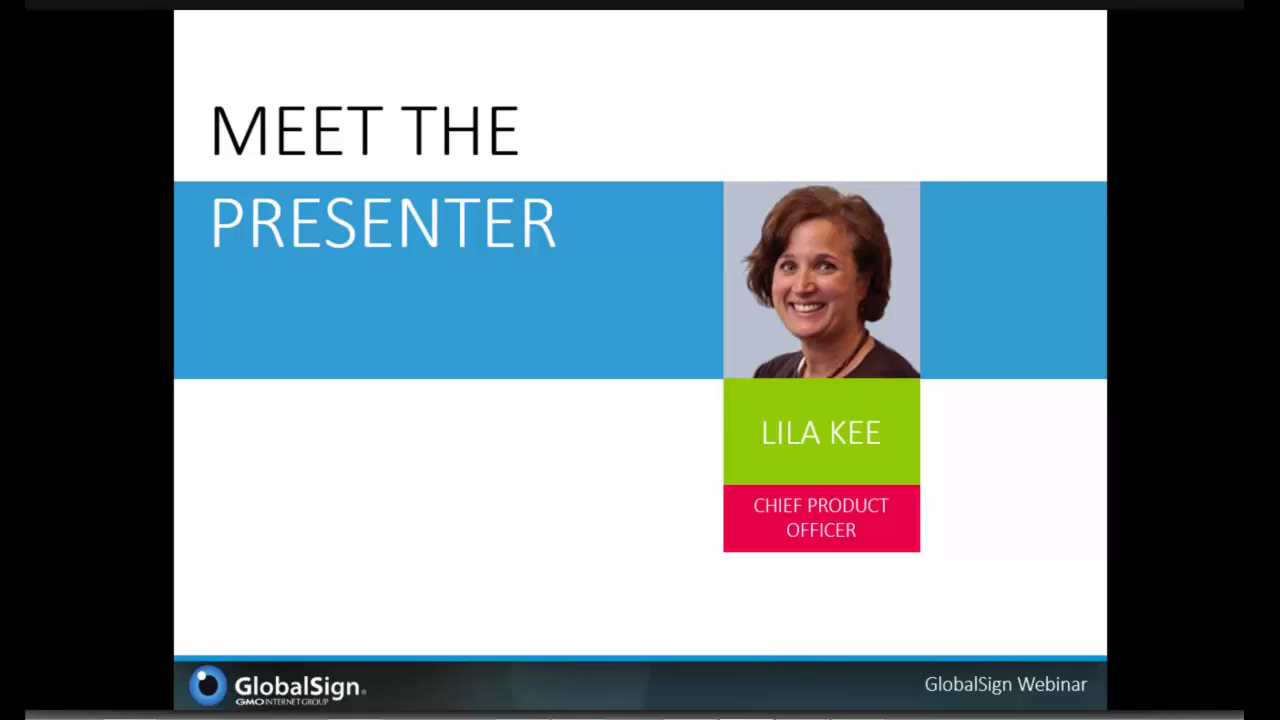 MEET THE
PRESENTER
LILA KEE
CHIEF PRODUCT
OFFICER
GlobalSign®
GMO INTERNET GROUP
GlobalSign Webinar